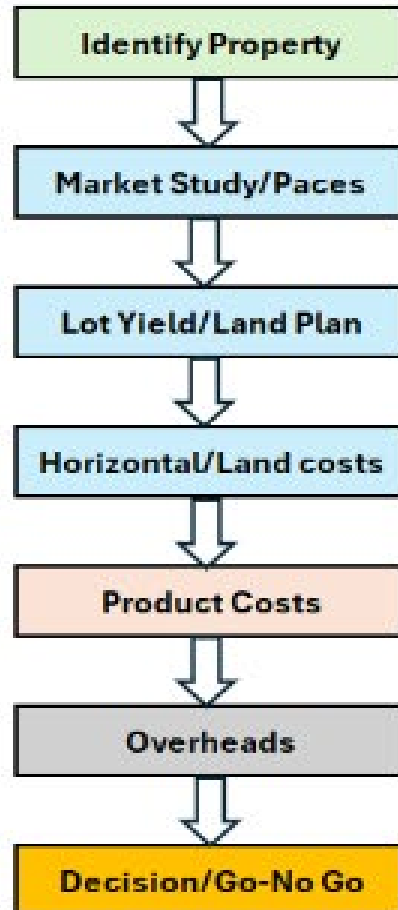 Identify Property
Market Study/Paces
Lot Yield/Land Plan
Horizontal/Land costs
Product Costs
Overheads
Decision/Go-No Go